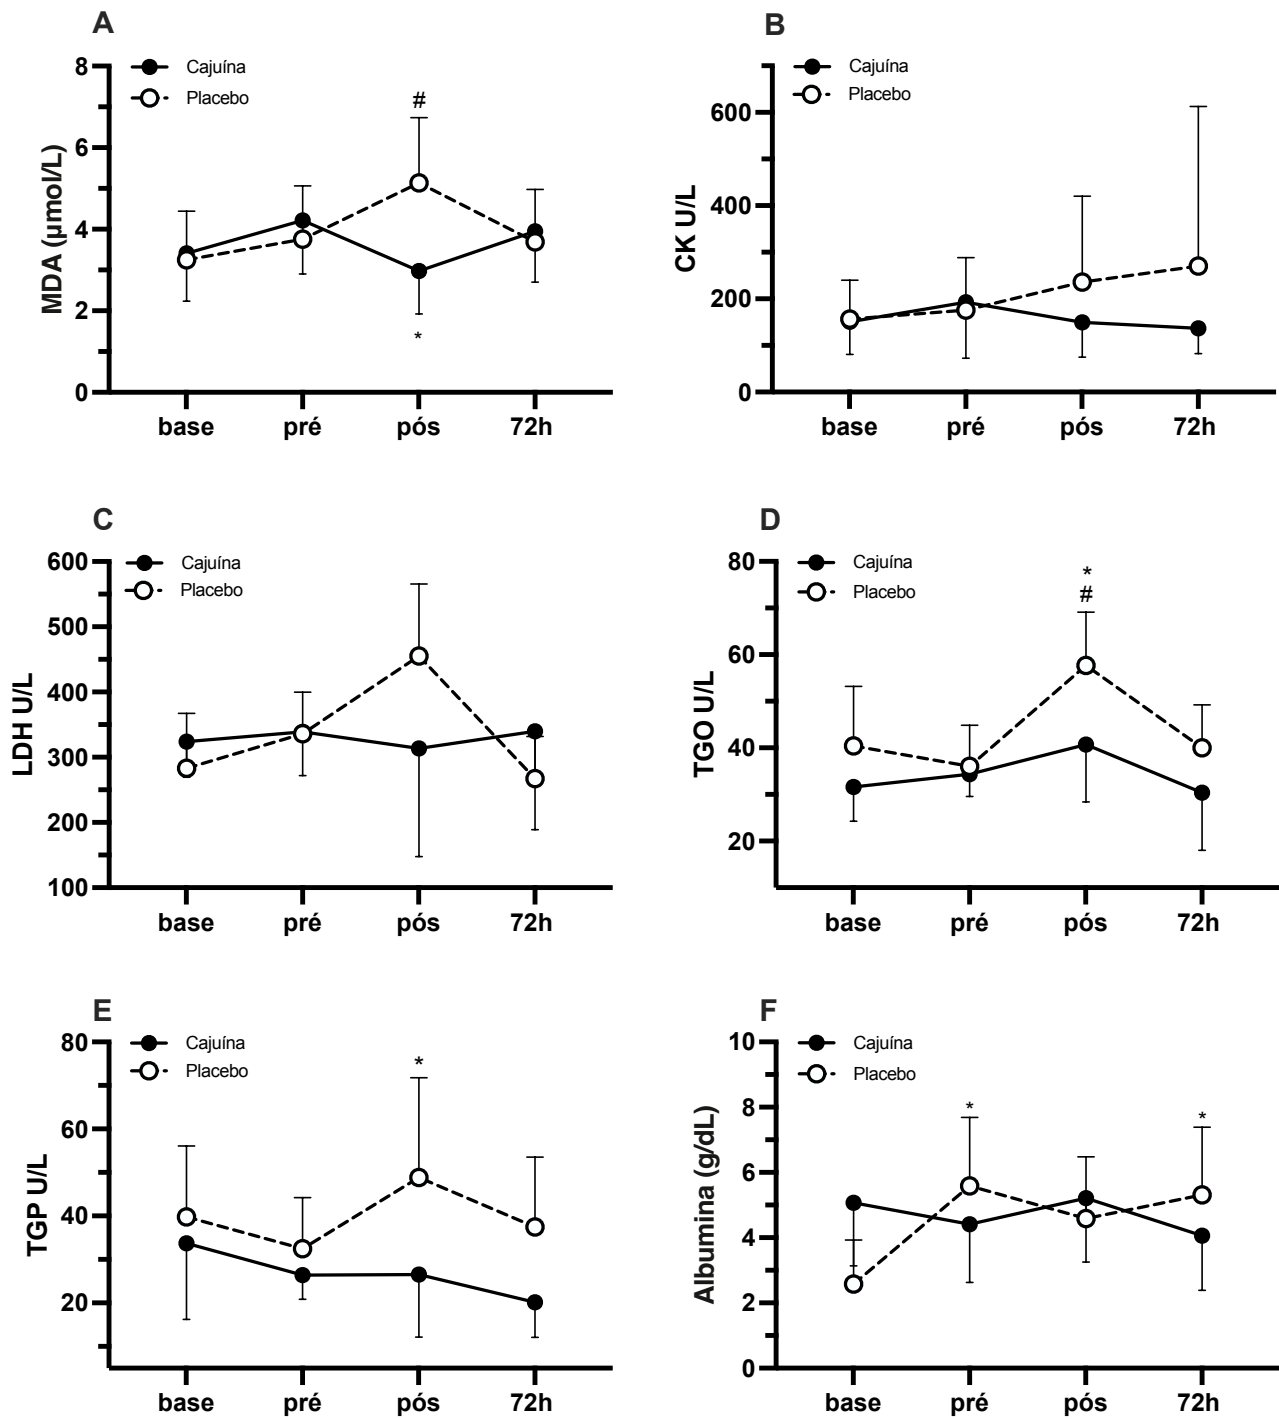 A
Cajuína
Placebo
MDA (µmol/L)
8
6
4
2
0
#
*
base pré pós 72h
B
Cajuína
Placebo
CK U/L
600
400
200
0
base pré pós 72h
C
Cajuína
Placebo
LDH U/L
600
500
400
300
200
100
base pré pós 72h
D
Cajuína
Placebo
TGO U/L
80
60
40
20
*
#
base pré pós 72h
E
Cajuína
Placebo
TGP U/L
80
60
40
20
*
base pré pós 72h
F
Cajuína
Placebo
Albumina (g/dL)
10
8
6
4
2
0
*
*
base pré pós 72h